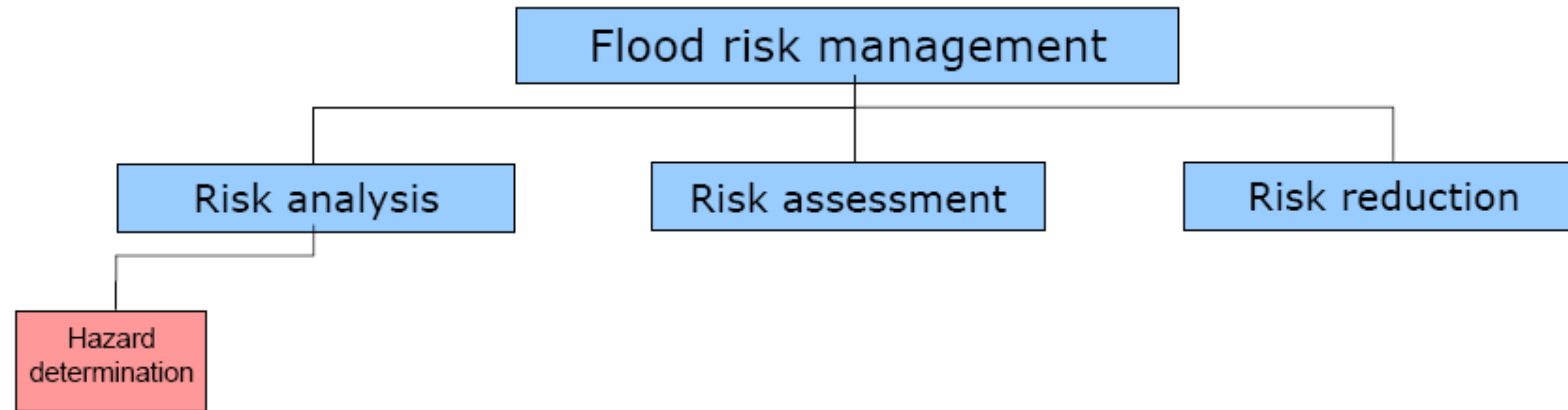 Flood risk management
Risk analysis
Risk assessment
Risk reduction
Hazard
determination